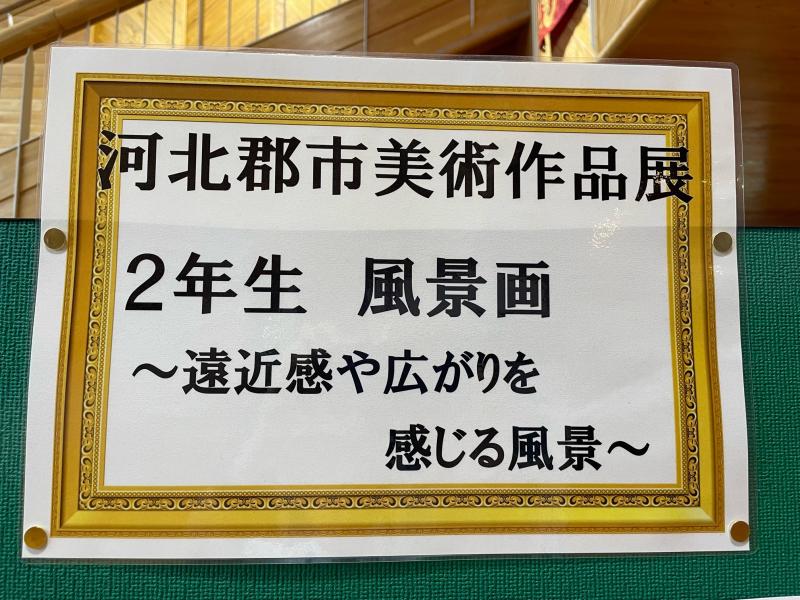 河北郡市美術作品展
２年生　風景画
～遠近感や広がりを
感じる風景～